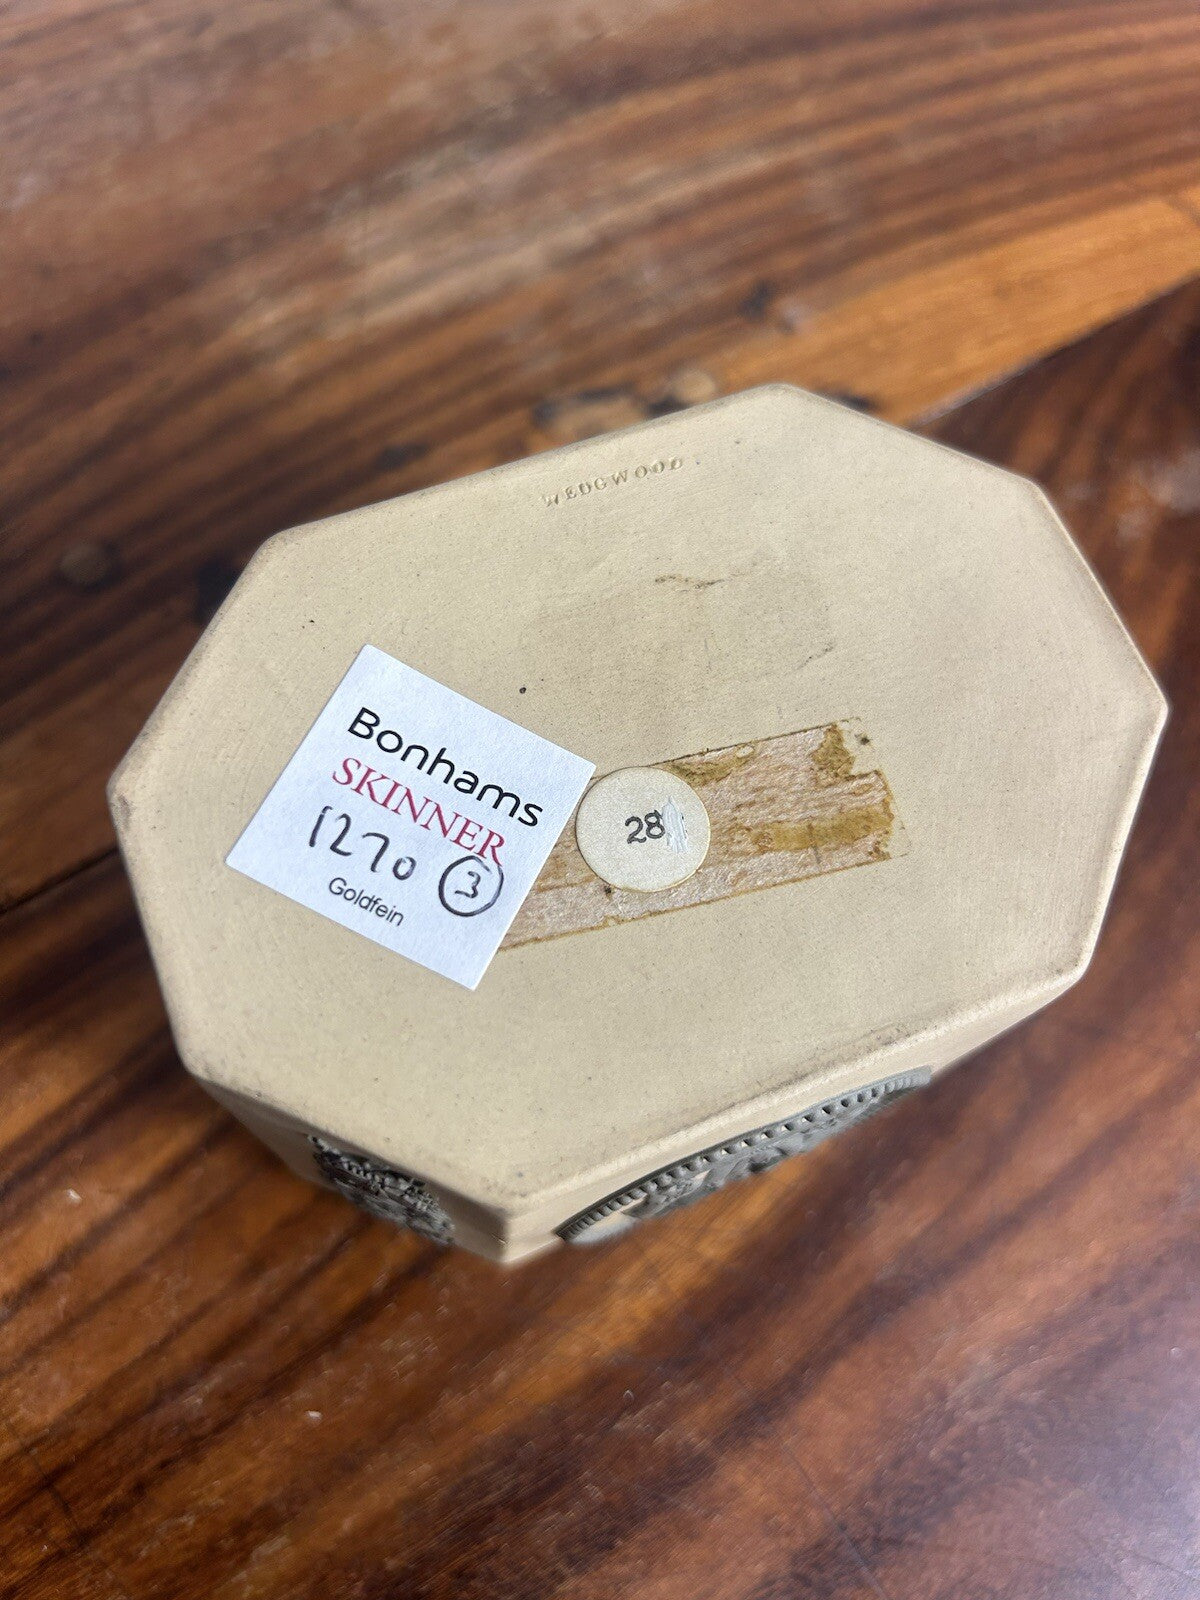 WEDGWOOD
Bonhams
SKINNER
1270 3
Goldfein
28